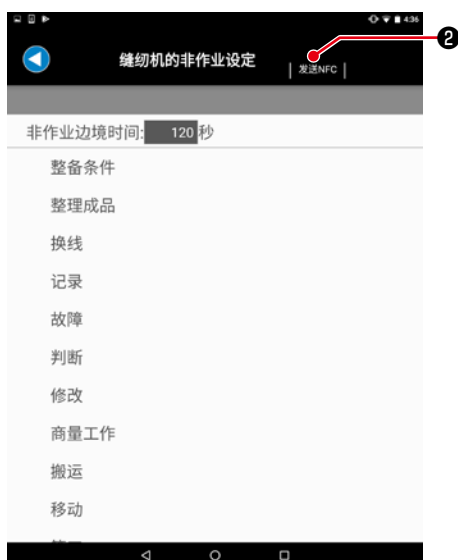 4:36
缝纫机的非作业设定
发送NFC
❷
非作业边境时间: 120 秒
整备条件
整理成品
换线
记录
故障
判断
修改
商量工作
搬运
移动